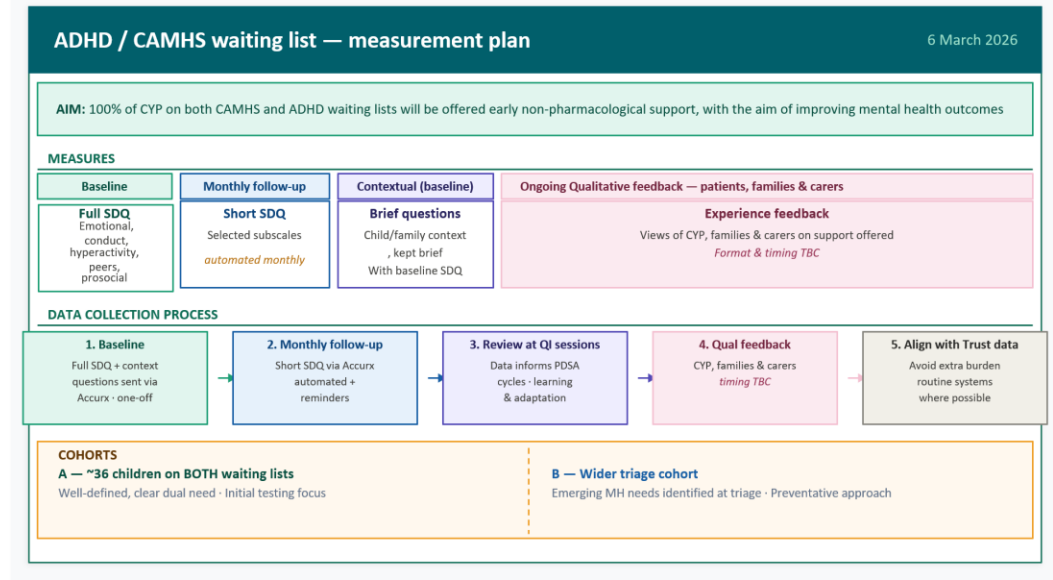 ADHD / CAMHS waiting list — measurement plan
6 March 2026
AIM: 100% of CYP on both CAMHS and ADHD waiting lists will be offered early non-pharmacological support, with the aim of improving mental health outcomes
MEASURES
Baseline
Full SDQ
Emotional,
conduct,
hyperactivity,
peers,
prosocial
Monthly follow-up
Short SDQ
Selected subscales
automated monthly
Contextual (baseline)
Brief questions
Child/family context
, kept brief
With baseline SDQ
Ongoing Qualitative feedback — patients, families & carers
Experience feedback
Views of CYP, families & carers on support offered
Format & timing TBC
DATA COLLECTION PROCESS
1. Baseline
Full SDQ + context
questions sent via
Accurx · one-off
2. Monthly follow-up
Short SDQ via Accurx
automated +
reminders
3. Review at QI sessions
Data informs PDSA
cycles · learning
& adaptation
4. Qual feedback
CYP, families & carers
timing TBC
5. Align with Trust data
Avoid extra burden
routine systems
where possible
COHORTS
A — ~36 children on BOTH waiting lists
Well-defined, clear dual need · Initial testing focus
B — Wider triage cohort
Emerging MH needs identified at triage · Preventative approach